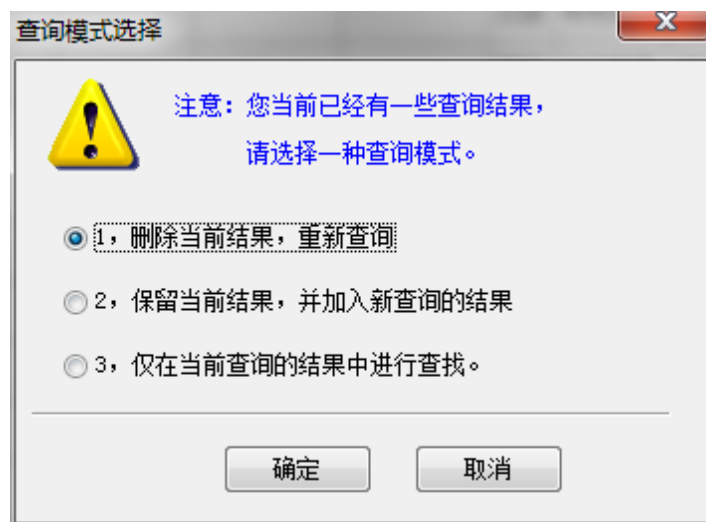 查询模式选择
注意：您当前已经有一些查询结果，
请选择一种查询模式。
1，删除当前结果，重新查询
2，保留当前结果，并加入新查询的结果
3，仅在当前查询的结果中进行查找。
确定
取消